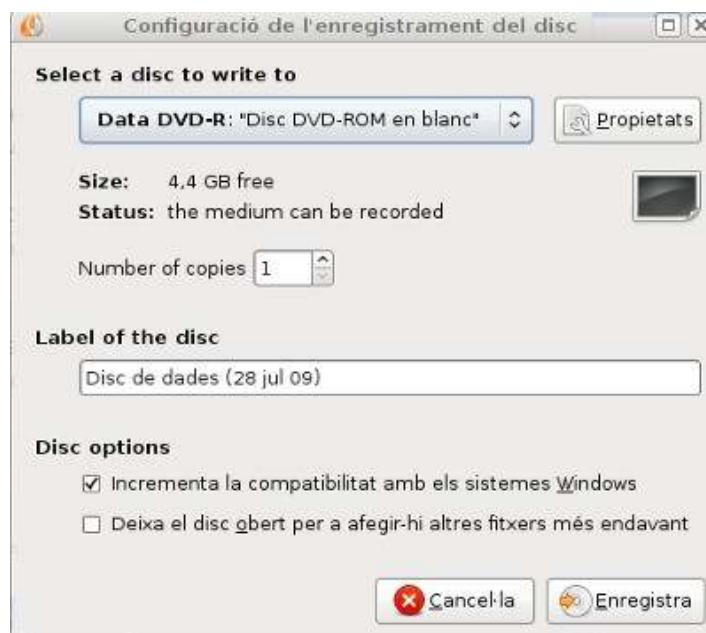 Configuració de l'enregistrament del disc
Select a disc to write to
Data DVD-R: "Disc DVD-ROM en blanc"
Propietats
Size: 4,4 GB free
Status: the medium can be recorded
Number of copies 1
Label of the disc
Disc de dades (28 jul 09)
Disc options
Incrementa la compatibilitat amb els sistemes Windows
Deixa el disc obert per a afegir-hi altres fitxers més endavant
Cancel·la Enregistra